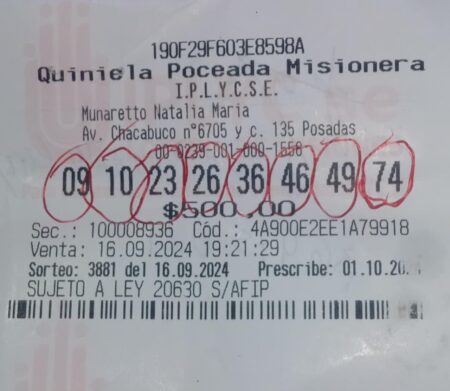 190F29F603E8598A
Quiniela Poceada Misionera
I.P.L.Y.C.S.E.
Munaretto Natalia Maria
Av. Chacabuco n°6705 y c. 135 Posadas
00-0239-001-000-1558
09 10 23 26 36 46 49 74
$500.00
Sec.: 100008936 Cód.: 4A900E2EE1A79918
Venta: 16.09.2024 19:21:29
Sorteo: 3881 del 16.09.2024 Prescribe: 01.10.20
SUJETO A LEY 20630 S/AFIP